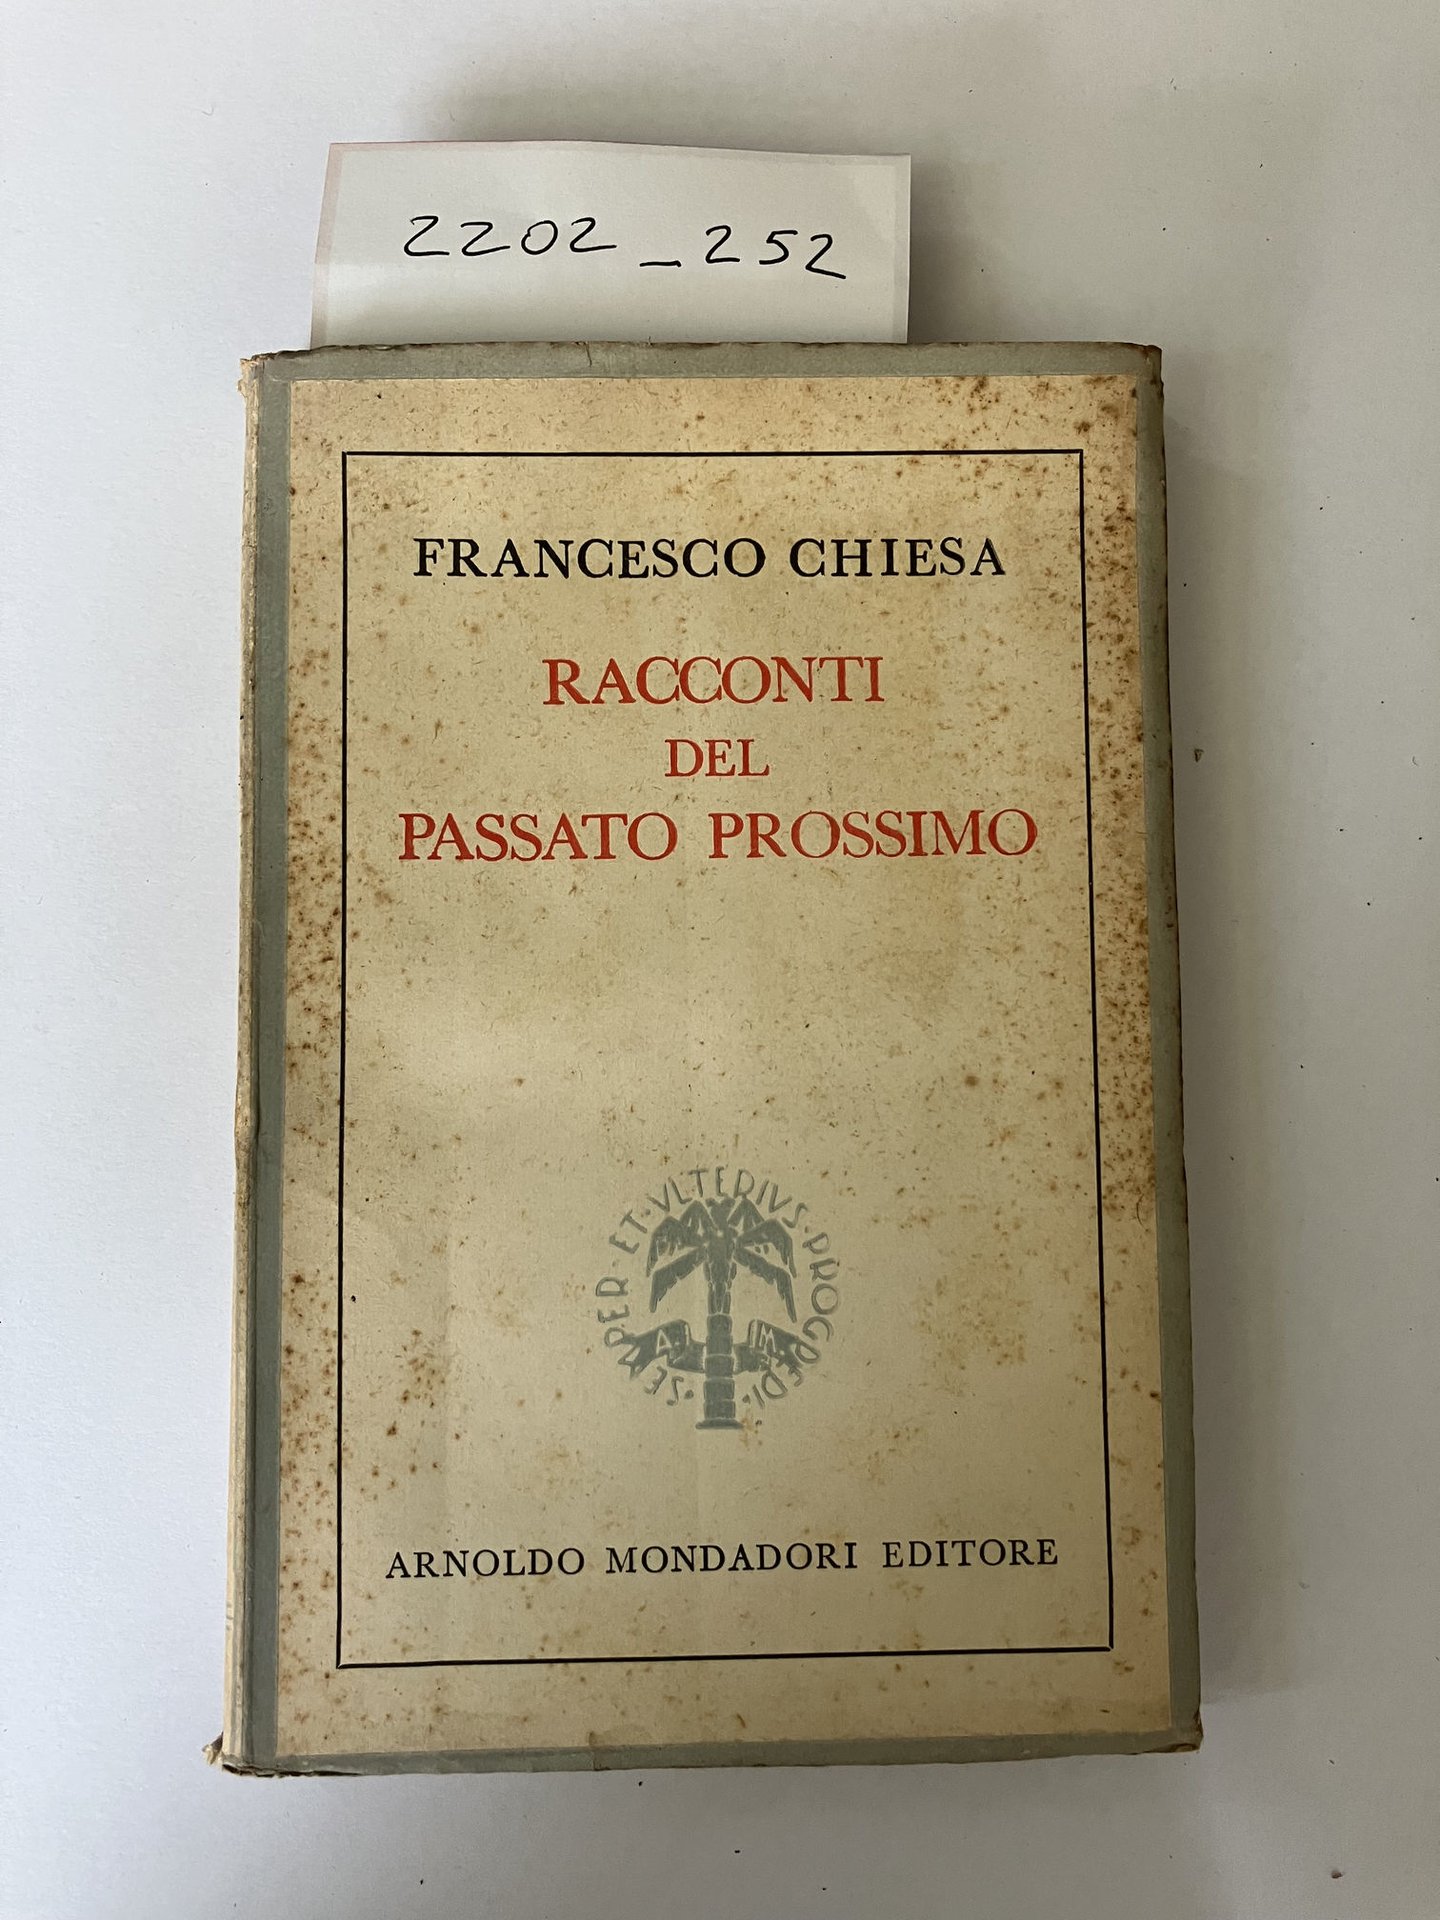 2202_252
FRANCESCO CHIESA
RACCONTI
DEL
PASSATO PROSSIMO
SEMPER·ET·VLTERIVS·PROGREDI·
A. M.
ARNOLDO MONDADORI EDITORE